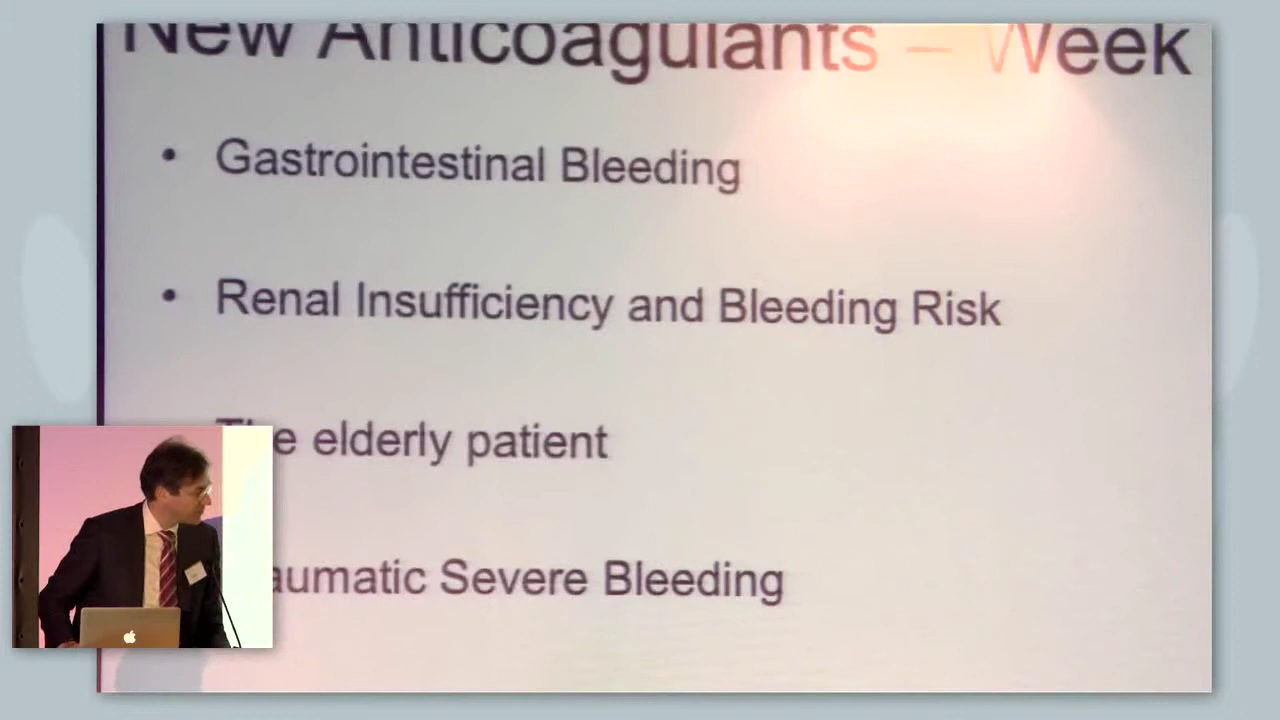 New Anticoagulants – Week
• Gastrointestinal Bleeding
• Renal Insufficiency and Bleeding Risk
The elderly patient
aumatic Severe Bleeding